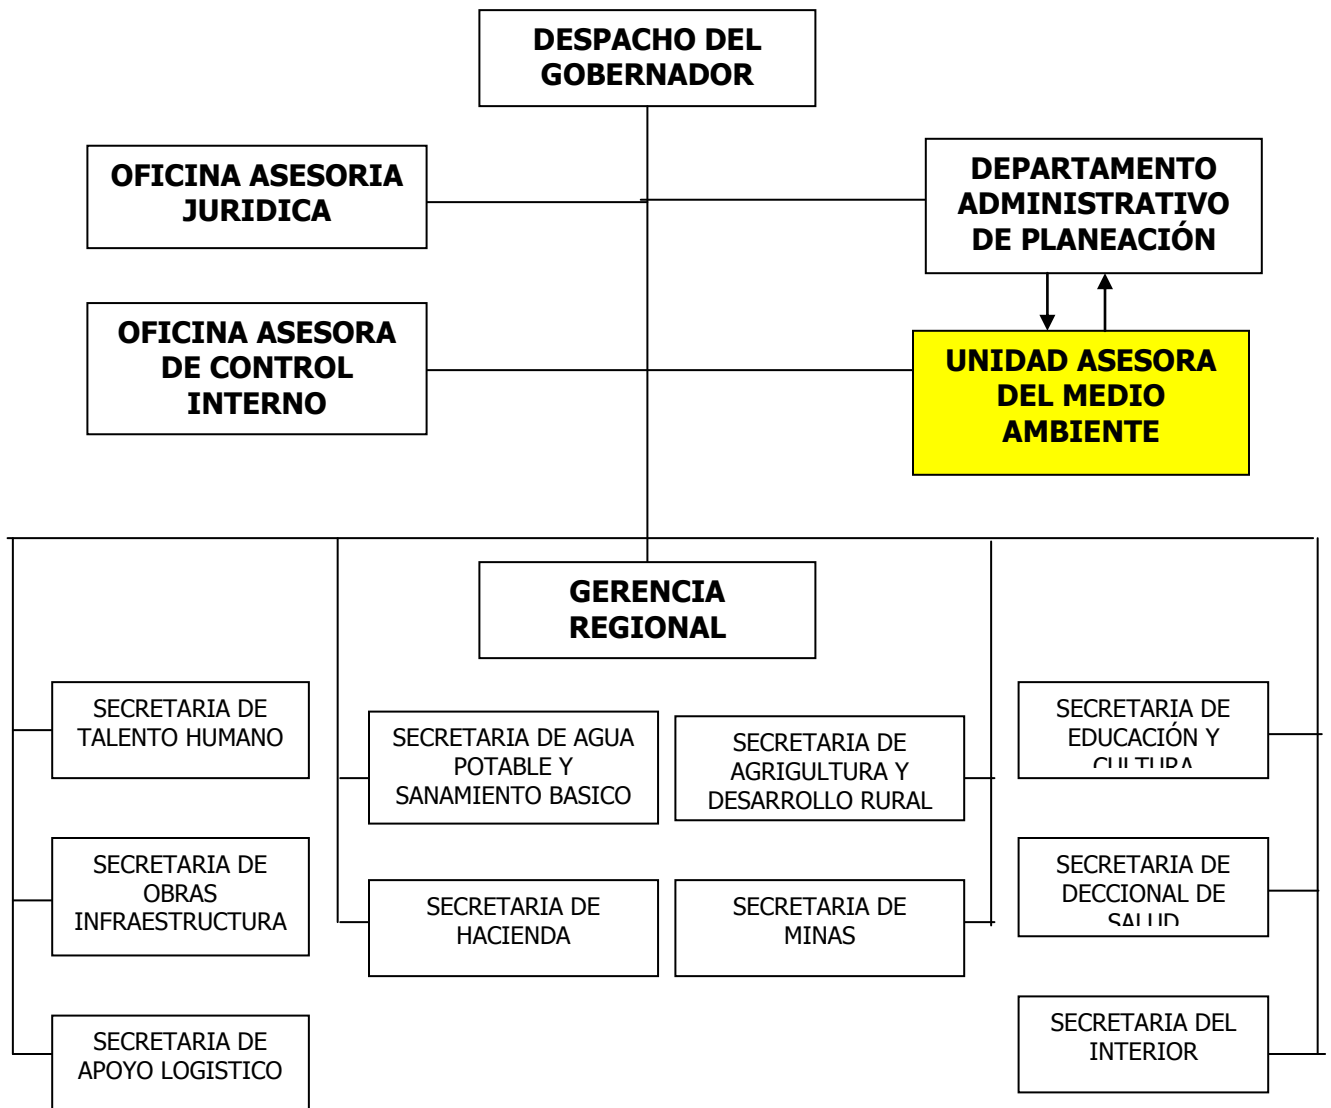 DESPACHO DEL
GOBERNADOR
OFICINA ASESORIA
JURIDICA
DEPARTAMENTO
ADMINISTRATIVO
DE PLANEACIÓN
OFICINA ASESORA
DE CONTROL
INTERNO
UNIDAD ASESORA
DEL MEDIO
AMBIENTE
GERENCIA
REGIONAL
SECRETARIA DE
TALENTO HUMANO
SECRETARIA DE AGUA
POTABLE Y
SANAMIENTO BASICO
SECRETARIA DE
AGRIGULTURA Y
DESARROLLO RURAL
SECRETARIA DE
EDUCACIÓN Y
CULTURA
SECRETARIA DE
OBRAS
INFRAESTRUCTURA
SECRETARIA DE
HACIENDA
SECRETARIA DE
MINAS
SECRETARIA DE
DECCIONAL DE
SALUD
SECRETARIA DE
APOYO LOGISTICO
SECRETARIA DEL
INTERIOR